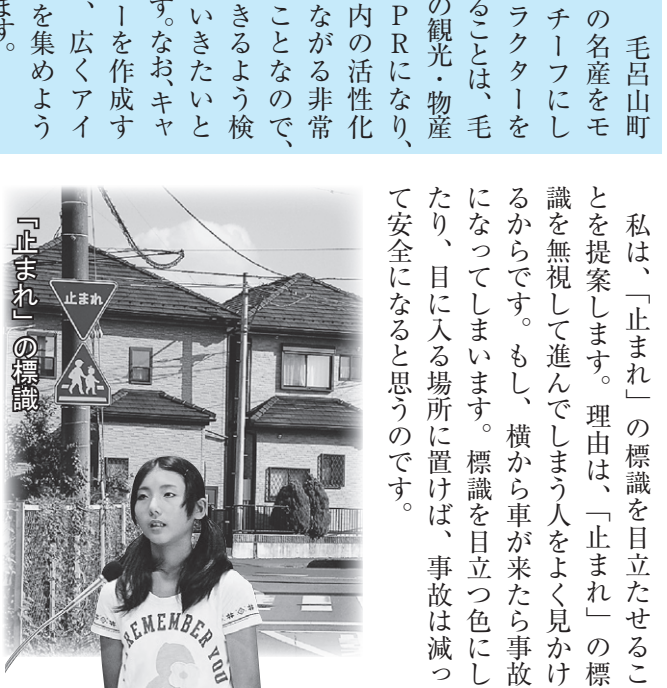 毛呂山町
の名産をモ
チーフにし
ラクターを
ることは、毛
の観光・物産
ＰＲになり、
内の活性化
ながる非常
ことなので、
きるよう検
いきたいと
す。なお、キャ
ーを作成す
、広くアイ
を集めよう
ます。
私は、「止まれ」の標識を目立たせるこ
とを提案します。理由は、「止まれ」の標
識を無視して進んでしまう人をよく見かけ
るからです。もし、横から車が来たら事故
になってしまいます。標識を目立つ色にし
たり、目に入る場所に置けば、事故は減っ
て安全になると思うのです。
『止まれ』の標識
止まれ
REMEMBER YOU